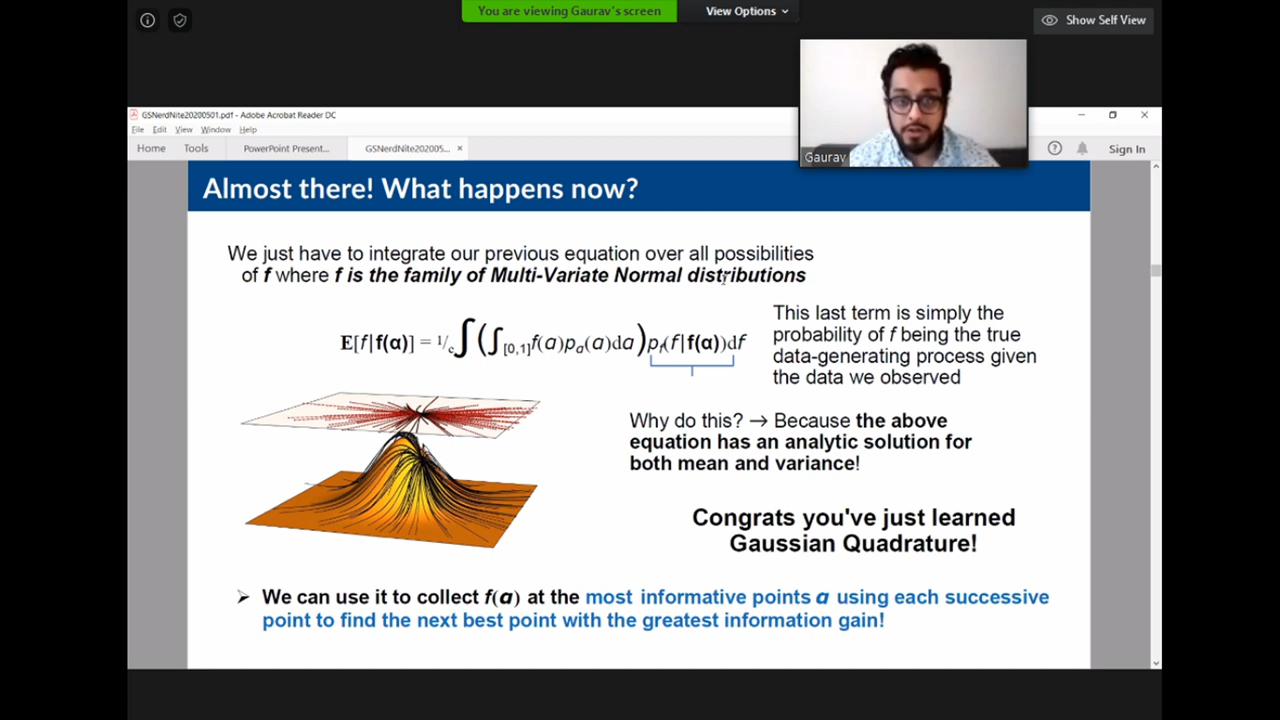 You are viewing Gaurav's screen
View Options
Show Self View
Gaurav
GSNerdNite20200501.pdf - Adobe Acrobat Reader DC
File Edit View Window Help
Home Tools PowerPoint Present... GSNerdNite202005... × Sign In
Almost there! What happens now?
We just have to integrate our previous equation over all possibilities
of f where f is the family of Multi-Variate Normal distributions
E[f|f(α)] = 1/c∫(∫[0,1]f(a)pa(a)da)pf(f|f(α))df
This last term is simply the
probability of f being the true
data-generating process given
the data we observed
Why do this? → Because the above
equation has an analytic solution for
both mean and variance!
Congrats you've just learned
Gaussian Quadrature!
➢ We can use it to collect f(a) at the most informative points a using each successive
point to find the next best point with the greatest information gain!